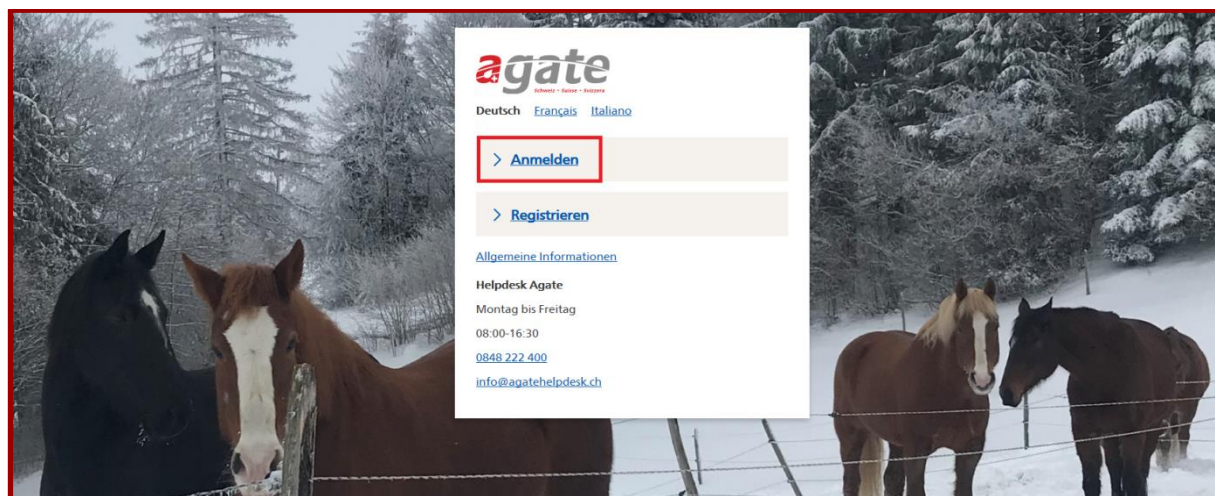 agate
Schweiz • Suisse • Svizzera
Deutsch Français Italiano
Anmelden
Registrieren
Allgemeine Informationen
Helpdesk Agate
Montag bis Freitag
08:00-16:30
0848 222 400
info@agatehelpdesk.ch